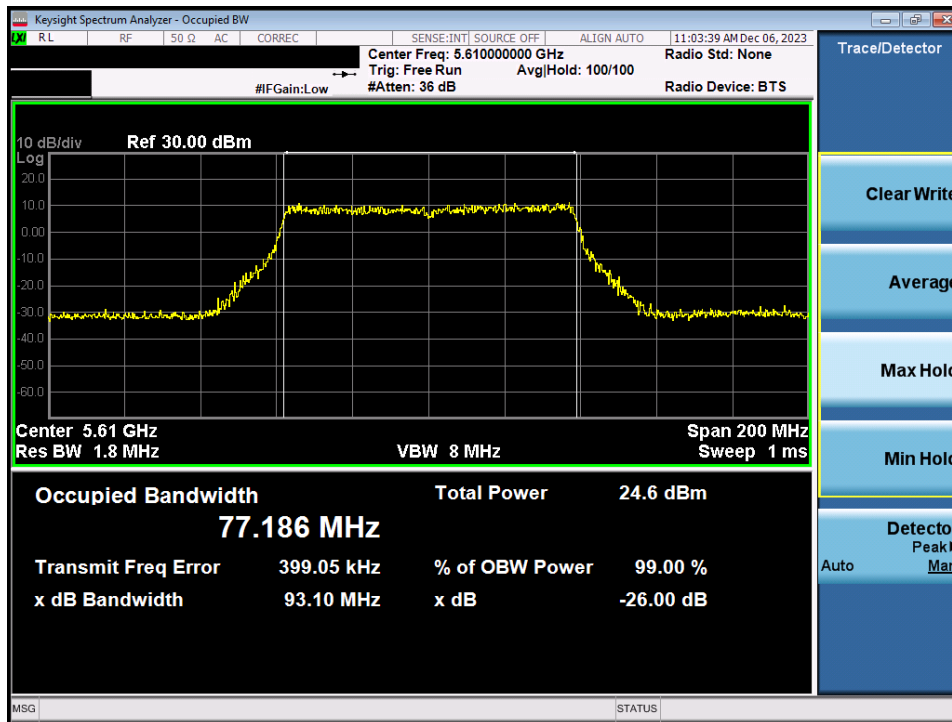 Keysight Spectrum Analyzer - Occupied BW
LXI RL RF 50 Ω AC CORREC SENSE:INT SOURCE OFF ALIGN AUTO 11:03:39 AM Dec 06, 2023
Center Freq: 5.610000000 GHz Radio Std: None
Trig: Free Run Avg|Hold: 100/100
#IFGain:Low #Atten: 36 dB Radio Device: BTS
10 dB/div Ref 30.00 dBm
Log
20.0
10.0
0.00
-10.0
-20.0
-30.0
-40.0
-50.0
-60.0
Center 5.61 GHz Span 200 MHz
Res BW 1.8 MHz VBW 8 MHz Sweep 1 ms
Occupied Bandwidth Total Power 24.6 dBm
77.186 MHz
Transmit Freq Error 399.05 kHz % of OBW Power 99.00 %
x dB Bandwidth 93.10 MHz x dB -26.00 dB
MSG STATUS
Trace/Detector
Clear Write
Average
Max Hold
Min Hold
Detecto
Peak
Auto Man